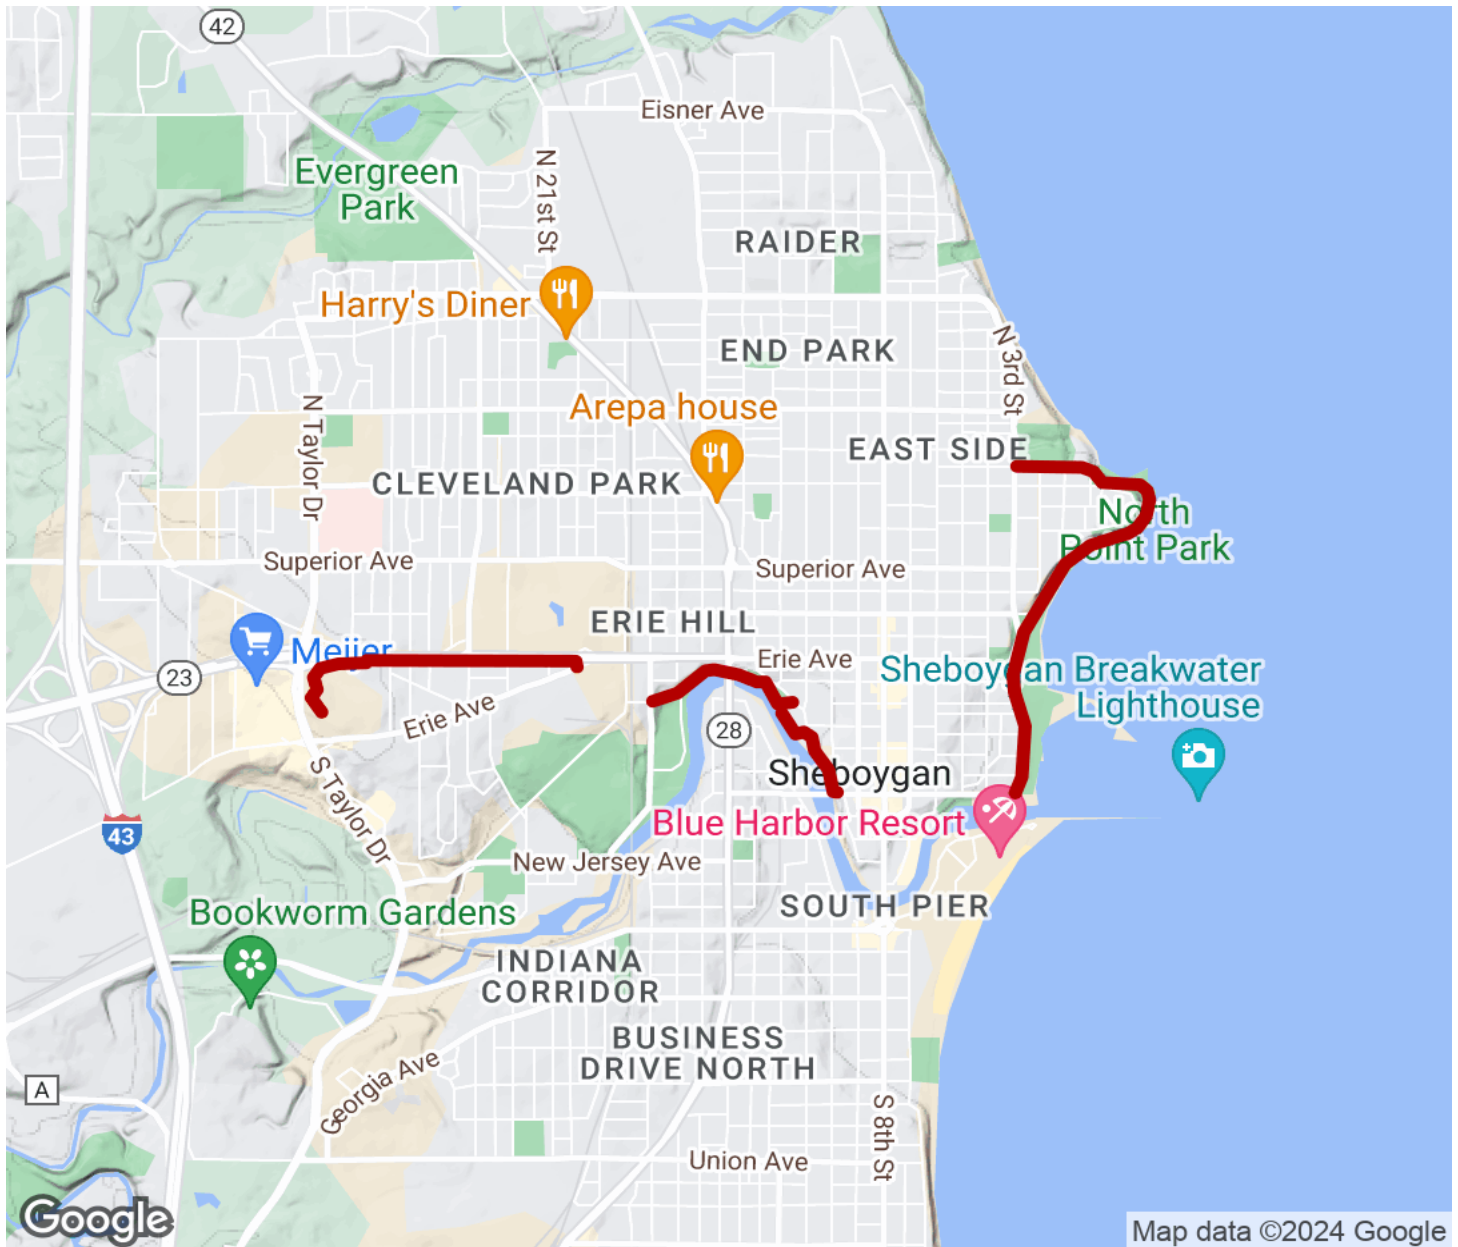 42
Eisner Ave
Evergreen
Park
N 21st St
RAIDER
Harry's Diner
END PARK
N 3rd St
Arepa house
N Taylor Dr
EAST SIDE
CLEVELAND PARK
North
Point Park
Superior Ave
Superior Ave
ERIE HILL
Meijer
Erie Ave
23
Sheboygan Breakwater
Lighthouse
Erie Ave
28
S Taylor Dr
Sheboygan
43
Blue Harbor Resort
New Jersey Ave
Bookworm Gardens
SOUTH PIER
INDIANA
CORRIDOR
BUSINESS
DRIVE NORTH
A
Georgia Ave
S 8th St
Union Ave
Google
Map data ©2024 Google